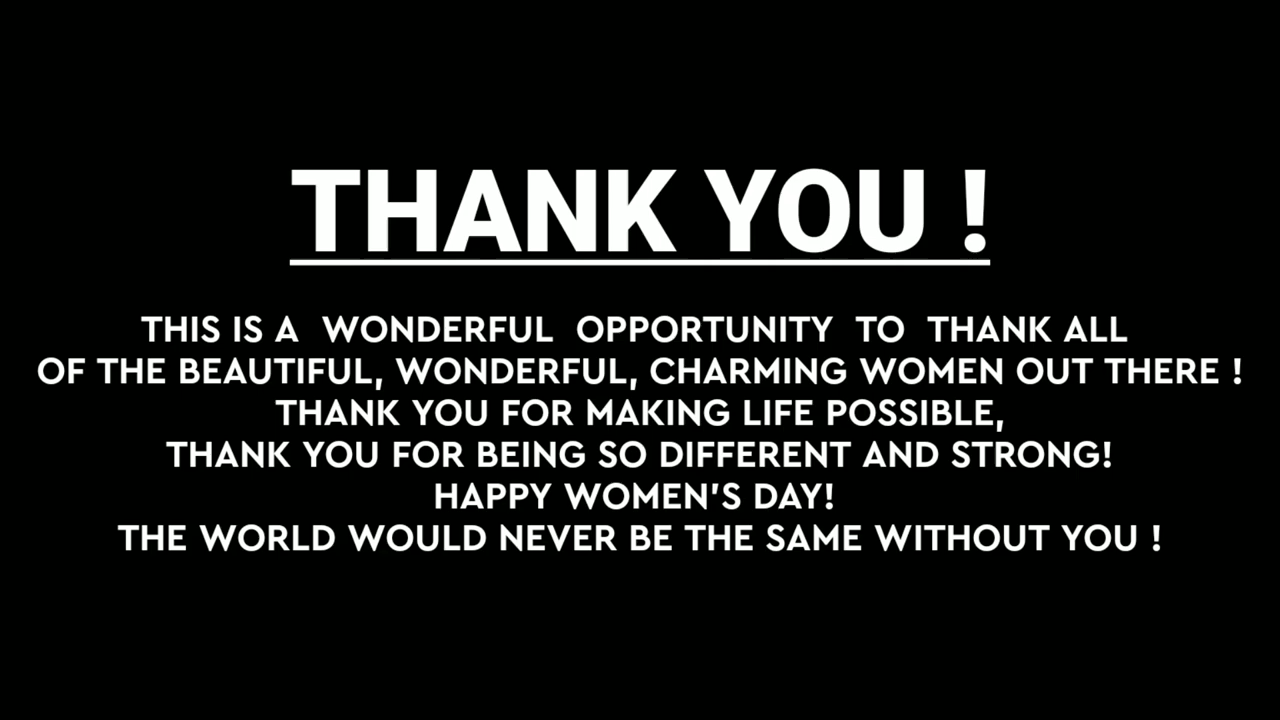 THANK YOU !
THIS IS A  WONDERFUL  OPPORTUNITY  TO  THANK ALL
OF THE BEAUTIFUL, WONDERFUL, CHARMING WOMEN OUT THERE !
THANK YOU FOR MAKING LIFE POSSIBLE,
THANK YOU FOR BEING SO DIFFERENT AND STRONG!
HAPPY WOMEN'S DAY!
THE WORLD WOULD NEVER BE THE SAME WITHOUT YOU !